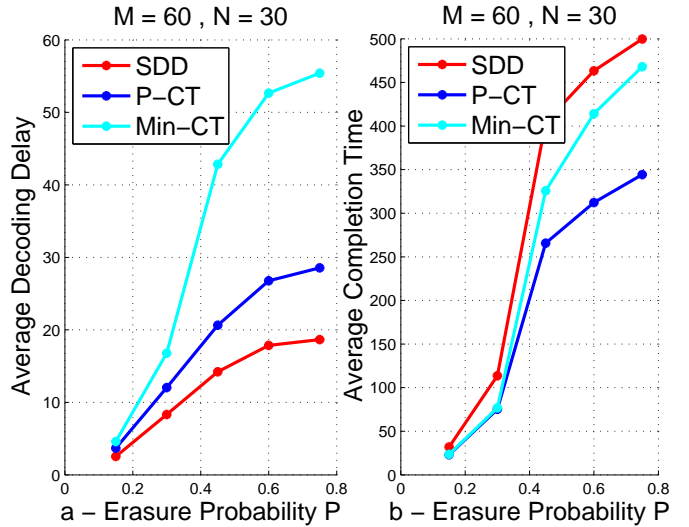 M = 60 , N = 30
60
50
40
30
20
10
0
0
0.2
0.4
0.6
0.8
SDD
P−CT
Min−CT
Average Decoding Delay
a − Erasure Probability P
M = 60 , N = 30
500
450
400
350
300
250
200
150
100
50
0
0
0.2
0.4
0.6
0.8
SDD
P−CT
Min−CT
Average Completion Time
b − Erasure Probability P